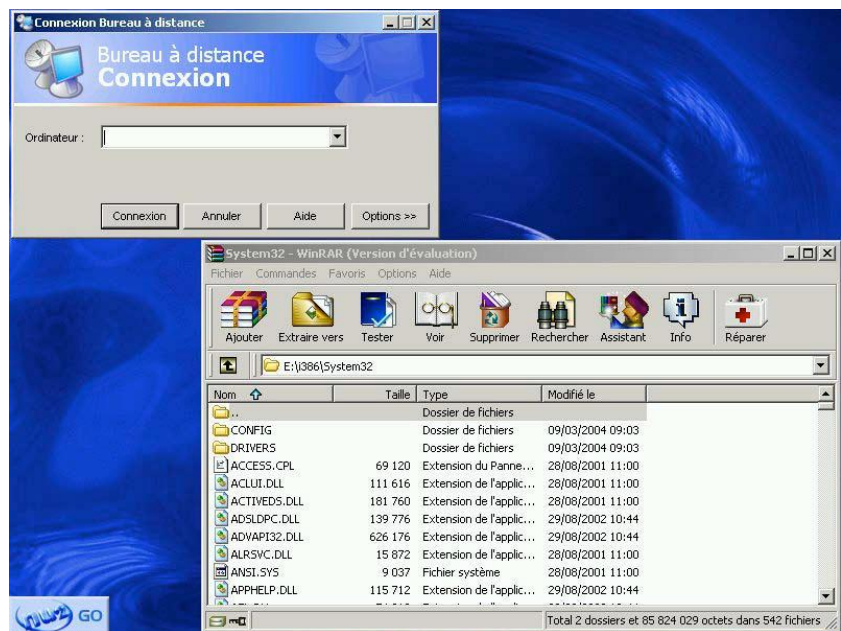 Connexion Bureau à distance
Bureau à distance
Connexion
Ordinateur :
Connexion Annuler Aide Options >>
System32 - WinRAR (Version d'évaluation)
Fichier Commandes Favoris Options Aide
Ajouter Extraire vers Tester Voir Supprimer Rechercher Assistant Info Réparer
E:\i386\System32
Nom Taille Type Modifié le
.. Dossier de fichiers
CONFIG Dossier de fichiers 09/03/2004 09:03
DRIVERS Dossier de fichiers 09/03/2004 09:03
ACCESS.CPL 69 120 Extension du Panne... 28/08/2001 11:00
ACLUI.DLL 111 616 Extension de l'applic... 28/08/2001 11:00
ACTIVEDS.DLL 181 760 Extension de l'applic... 28/08/2001 11:00
ADSLDPC.DLL 139 776 Extension de l'applic... 29/08/2002 10:44
ADVAPI32.DLL 626 176 Extension de l'applic... 29/08/2002 10:44
ALRSVC.DLL 15 872 Extension de l'applic... 28/08/2001 11:00
ANSI.SYS 9 037 Fichier système 28/08/2001 11:00
APPHELP.DLL 115 712 Extension de l'applic... 29/08/2002 10:44
GO
Total 2 dossiers et 85 824 029 octets dans 542 fichiers